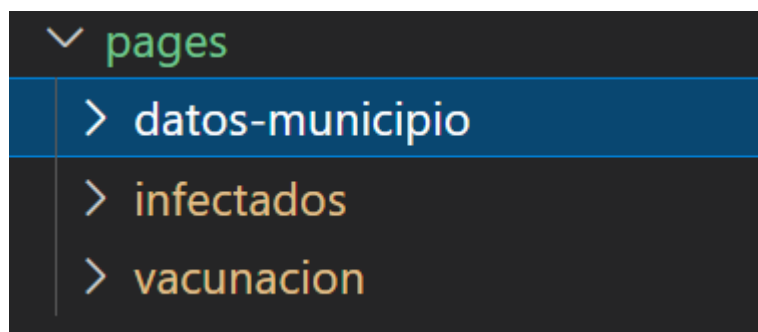 pages
datos-municipio
infectados
vacunacion